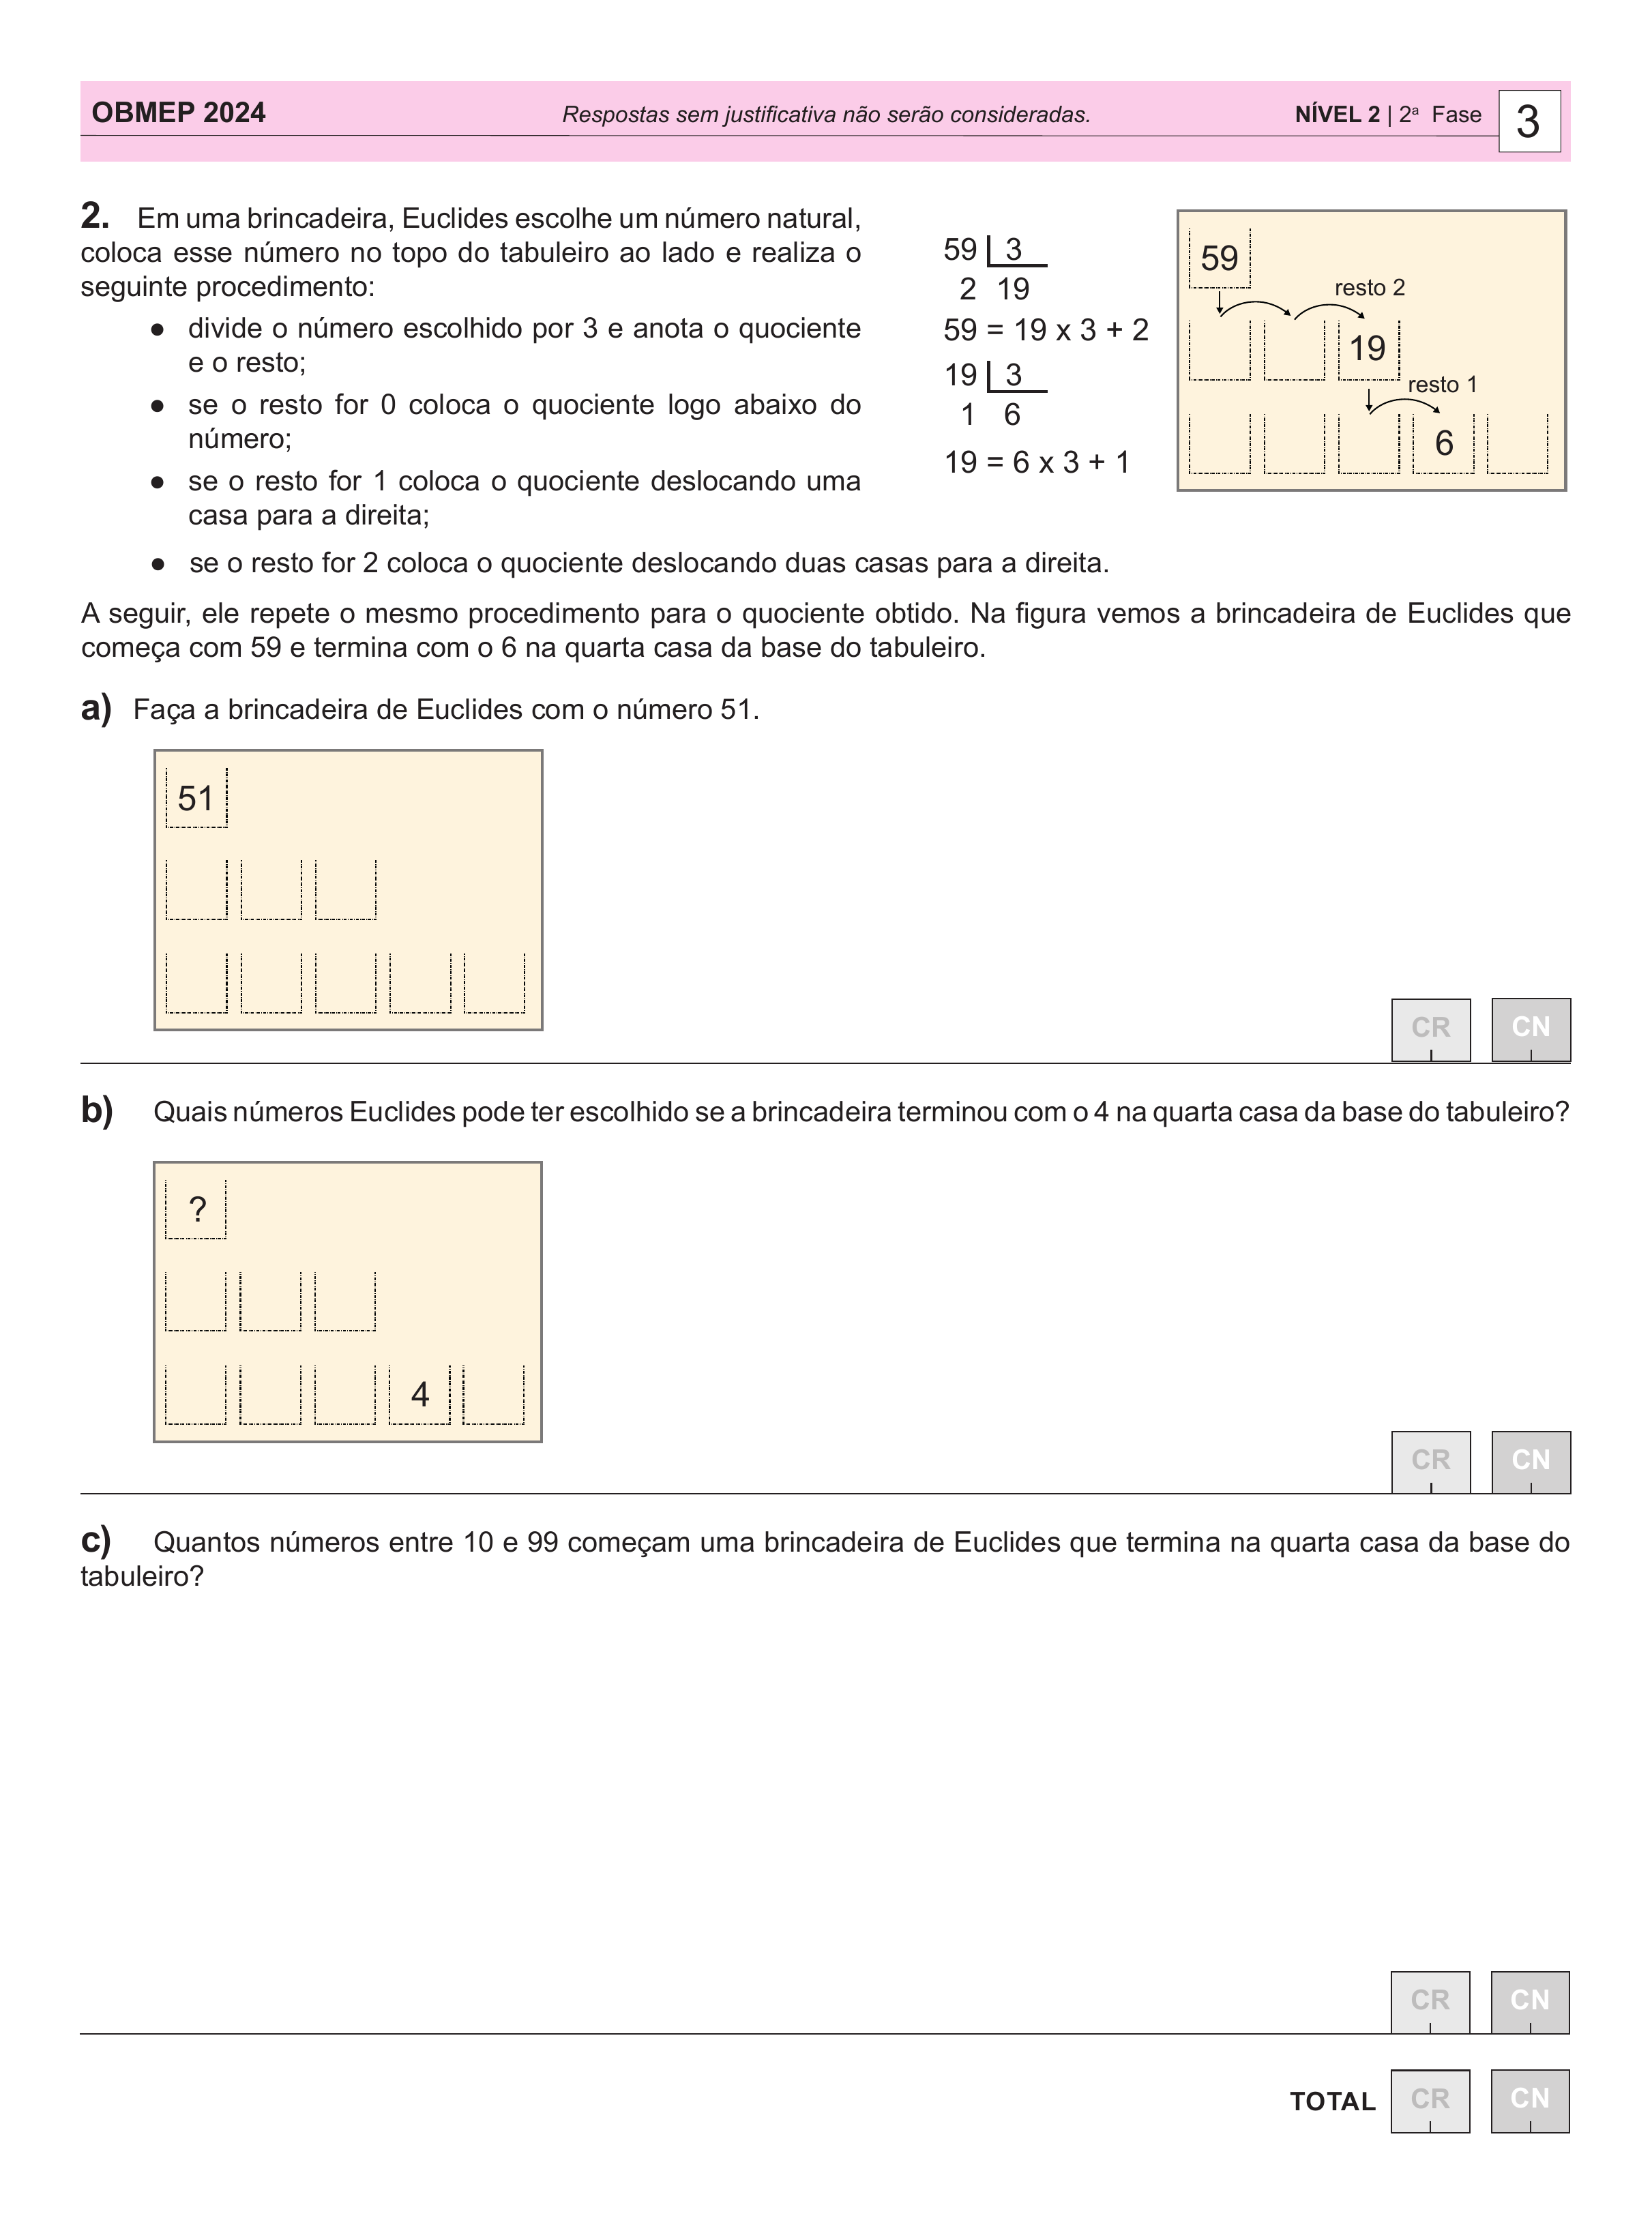 OBMEP 2024
Respostas sem justificativa não serão consideradas.
NÍVEL 2 | 2ª Fase
3
2. Em uma brincadeira, Euclides escolhe um número natural,
coloca esse número no topo do tabuleiro ao lado e realiza o
seguinte procedimento:
● divide o número escolhido por 3 e anota o quociente
e o resto;
● se o resto for 0 coloca o quociente logo abaixo do
número;
● se o resto for 1 coloca o quociente deslocando uma
casa para a direita;
● se o resto for 2 coloca o quociente deslocando duas casas para a direita.
59 3
2 19
59 = 19 x 3 + 2
19 3
1 6
19 = 6 x 3 + 1
59
resto 2
19
resto 1
6
A seguir, ele repete o mesmo procedimento para o quociente obtido. Na figura vemos a brincadeira de Euclides que
começa com 59 e termina com o 6 na quarta casa da base do tabuleiro.
a) Faça a brincadeira de Euclides com o número 51.
51
CR CN
b) Quais números Euclides pode ter escolhido se a brincadeira terminou com o 4 na quarta casa da base do tabuleiro?
?
4
CR CN
c) Quantos números entre 10 e 99 começam uma brincadeira de Euclides que termina na quarta casa da base do
tabuleiro?
CR CN
TOTAL CR CN